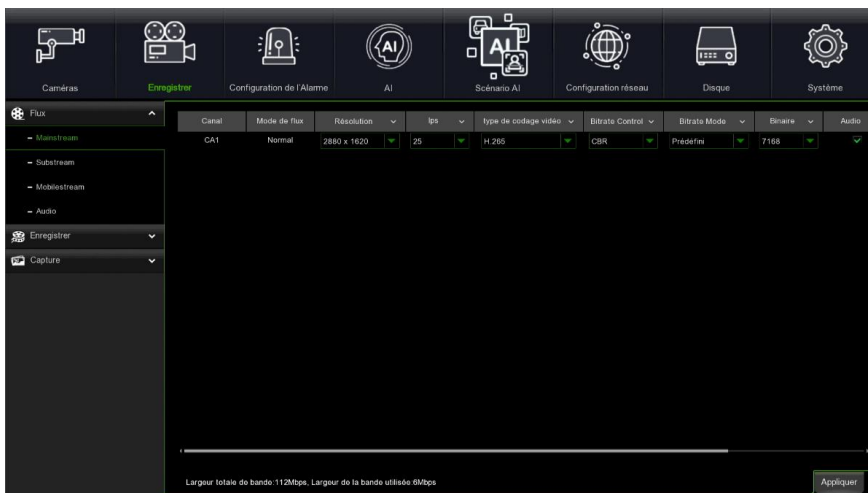 Caméras Enregistrer Configuration de l'Alarme AI Scénario AI Configuration réseau Disque Système
Flux
Mainstream
Substream
Mobilestream
Audio
Enregistrer
Capture
Canal Mode de flux Résolution Ips type de codage vidéo Bitrate Control Bitrate Mode Binaire Audio
CA1 Normal 2880 x 1620 25 H.265 CBR Prédéfini 7168
Largeur totale de bande:112Mbps, Largeur de la bande utilisée:6Mbps
Appliquer